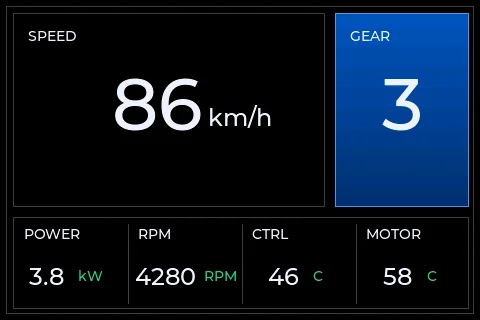 SPEED
86 km/h
GEAR
3
POWER
3.8 kW
RPM
4280 RPM
CTRL
46 C
MOTOR
58 C